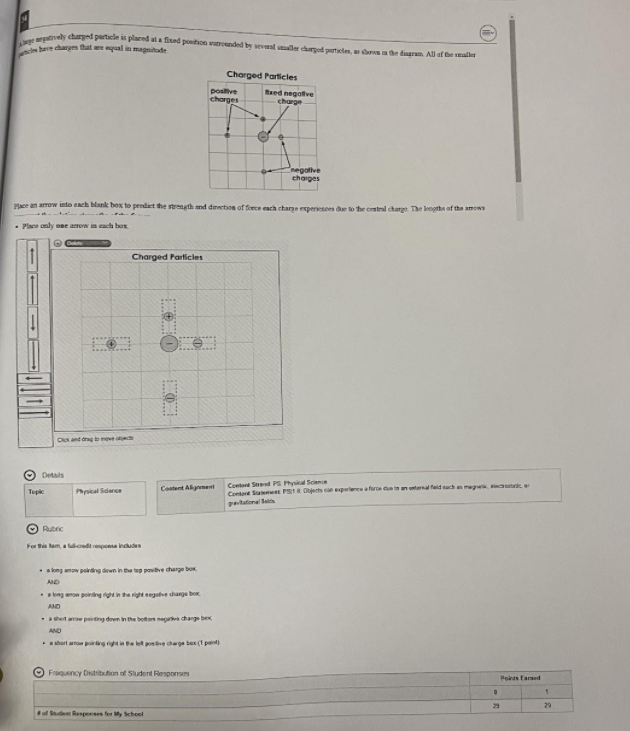 large negatively charged particle is placed at a fixed position surrounded by several smaller charged particles, as shown in the diagram. All of the smaller
particles have charges that are equal in magnitude.
Charged Particles
positive
charges
fixed negative
charge
negative
charges
Place an arrow into each blank box to predict the strength and direction of force each charge experiences due to the central charge. The lengths of the arrows
• Place only one arrow in each box.
Delete
Charged Particles
+
+
−
−
−
Click and drag to move objects
Details
Topic
Physical Science
Content Alignment
Content Strand PS: Physical Science
Content Statement: Objects can experience a force due to an external field such as magnetic, electrostatic, or
gravitational fields.
Rubric
For this item, a full-credit response includes
• a long arrow pointing down in the top positive charge box;
AND
• a long arrow pointing right in the right negative charge box;
AND
• a short arrow pointing down in the bottom negative charge box;
AND
• a short arrow pointing right in the left positive charge box (1 point)
Frequency Distribution of Student Responses
Points Earned
0
1
# of Student Responses for My School
29
29